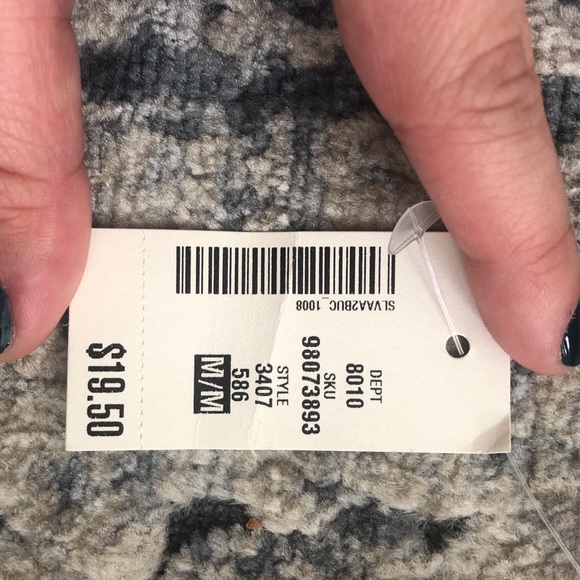 SLVAA2BUC_1008
DEPT
8010
SKU
98073893
STYLE
3407
586
M/M
$19.50